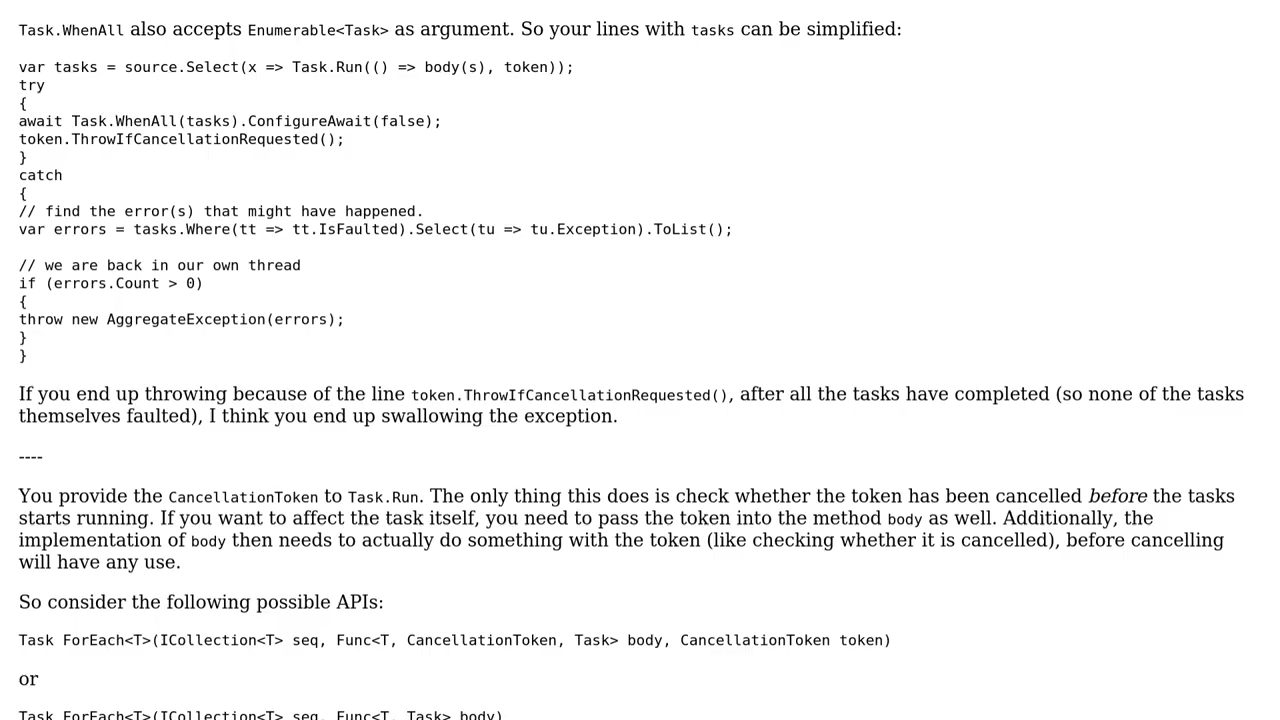 Task.WhenAll also accepts Enumerable<Task> as argument. So your lines with tasks can be simplified:
var tasks = source.Select(x => Task.Run(() => body(s), token));
try
{
await Task.WhenAll(tasks).ConfigureAwait(false);
token.ThrowIfCancellationRequested();
}
catch
{
// find the error(s) that might have happened.
var errors = tasks.Where(tt => tt.IsFaulted).Select(tu => tu.Exception).ToList();
// we are back in our own thread
if (errors.Count > 0)
{
throw new AggregateException(errors);
}
}
If you end up throwing because of the line token.ThrowIfCancellationRequested(), after all the tasks have completed (so none of the tasks
themselves faulted), I think you end up swallowing the exception.
----
You provide the CancellationToken to Task.Run. The only thing this does is check whether the token has been cancelled before the tasks
starts running. If you want to affect the task itself, you need to pass the token into the method body as well. Additionally, the
implementation of body then needs to actually do something with the token (like checking whether it is cancelled), before cancelling
will have any use.
So consider the following possible APIs:
Task ForEach<T>(ICollection<T> seq, Func<T, CancellationToken, Task> body, CancellationToken token)
or
Task ForEach<T>(ICollection<T> seq, Func<T, Task> body)